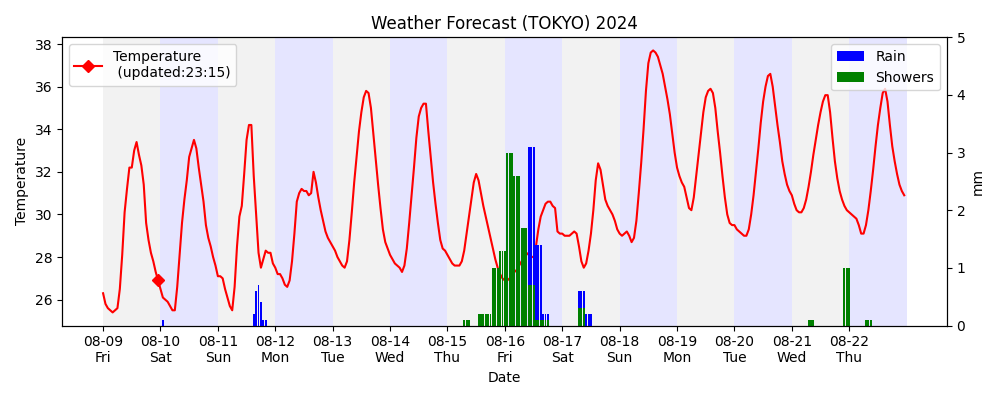 Weather Forecast (TOKYO) 2024
Temperature
(updated:23:15)
Rain
Showers
38
36
34
32
30
28
26
Temperature
5
4
3
2
1
0
mm
08-09 08-10 08-11 08-12 08-13 08-14 08-15 08-16 08-17 08-18 08-19 08-20 08-21 08-22
Fri Sat Sun Mon Tue Wed Thu Fri Sat Sun Mon Tue Wed Thu
Date